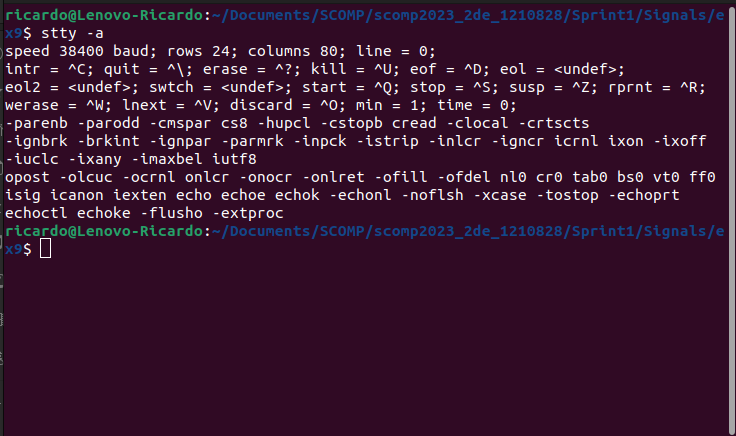 ricardo@Lenovo-Ricardo:~/Documents/SCOMP/scomp2023_2de_1210828/Sprint1/Signals/e
x9$ stty -a
speed 38400 baud; rows 24; columns 80; line = 0;
intr = ^C; quit = ^\; erase = ^?; kill = ^U; eof = ^D; eol = <undef>;
eol2 = <undef>; swtch = <undef>; start = ^Q; stop = ^S; susp = ^Z; rprnt = ^R;
werase = ^W; lnext = ^V; discard = ^O; min = 1; time = 0;
-parenb -parodd -cmspar cs8 -hupcl -cstopb cread -clocal -crtscts
-ignbrk -brkint -ignpar -parmrk -inpck -istrip -inlcr -igncr icrnl ixon -ixoff
-iuclc -ixany -imaxbel iutf8
opost -olcuc -ocrnl onlcr -onocr -onlret -ofill -ofdel nl0 cr0 tab0 bs0 vt0 ff0
isig icanon iexten echo echoe echok -echonl -noflsh -xcase -tostop -echoprt
echoctl echoke -flusho -extproc
ricardo@Lenovo-Ricardo:~/Documents/SCOMP/scomp2023_2de_1210828/Sprint1/Signals/e
x9$